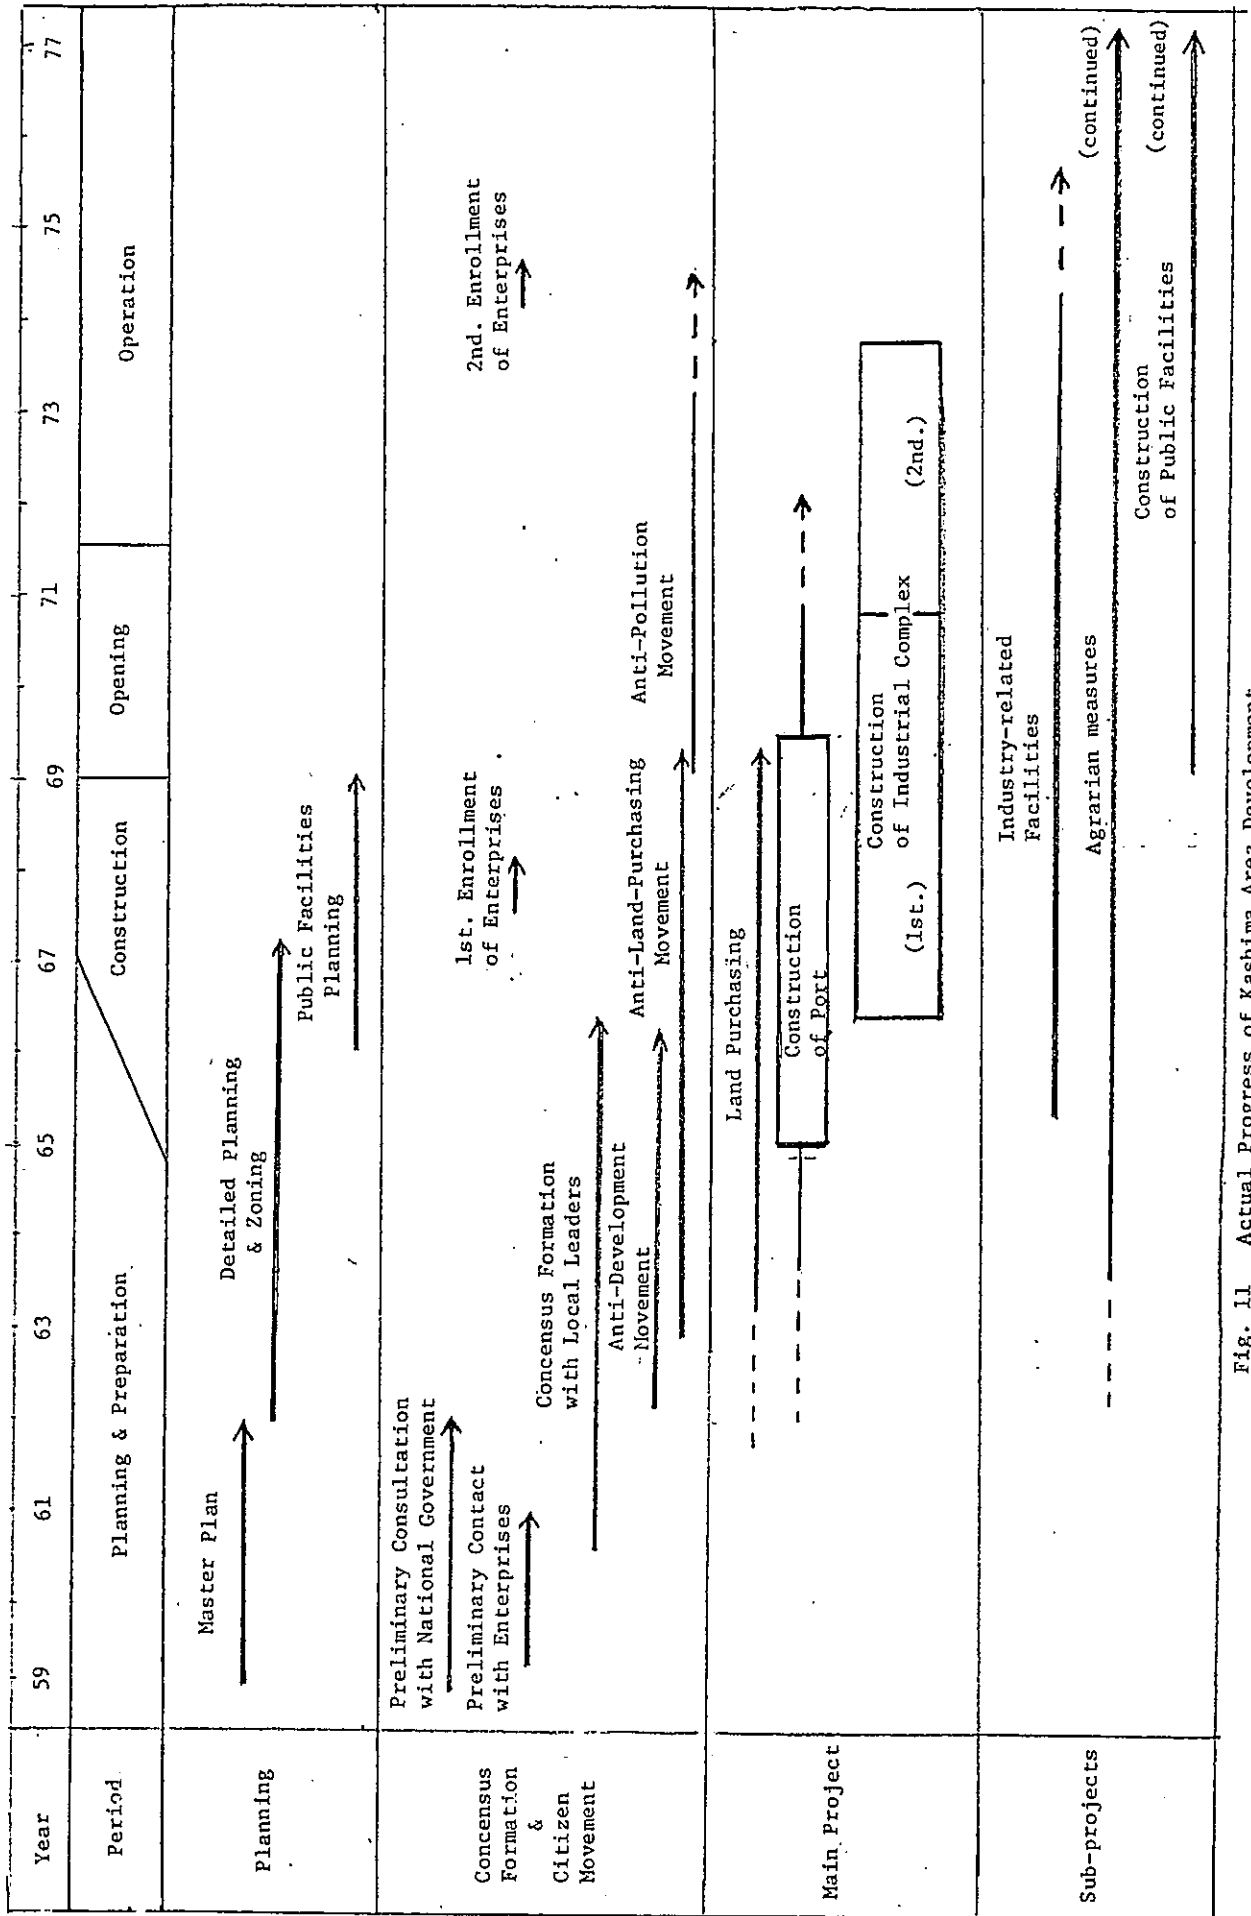 Year 59 61 63 65 67 69 71 73 75 77
Period Planning & Preparation Construction Opening Operation
Planning
Master Plan
Detailed Planning
& Zoning
Public Facilities
Planning
Concensus
Formation
&
Citizen
Movement
Preliminary Consultation
with National Government
Preliminary Contact
with Enterprises
1st. Enrollment
of Enterprises
2nd. Enrollment
of Enterprises
Concensus Formation
with Local Leaders
Anti-Development
Movement
Anti-Land-Purchasing
Movement
Anti-Pollution
Movement
Main Project
Land Purchasing
Construction
of Port
Construction
of Industrial Complex
(1st.) (2nd.)
Sub-projects
Industry-related
Facilities
Agrarian measures
(continued)
Construction
of Public Facilities
(continued)
Fig. 11 Actual Progress of Kashima Area Development